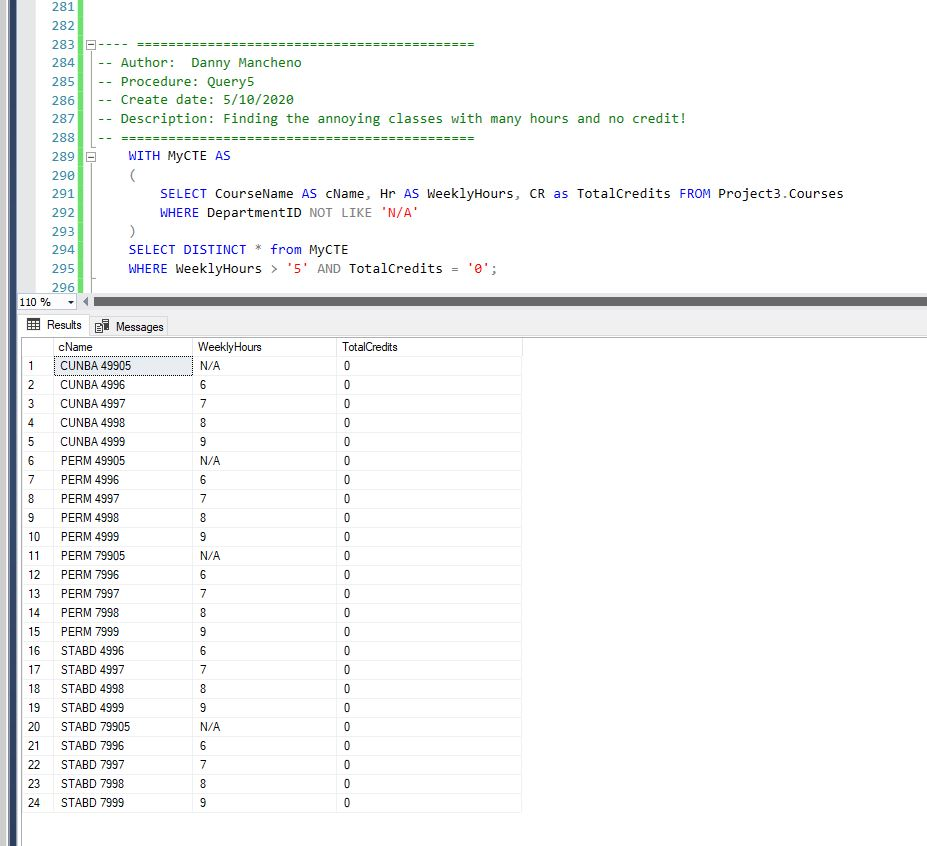 281
282
283 ---- ===========================================
284 -- Author:  Danny Mancheno
285 -- Procedure: Query5
286 -- Create date: 5/10/2020
287 -- Description: Finding the annoying classes with many hours and no credit!
288 -- =============================================
289 WITH MyCTE AS
290 (
291 SELECT CourseName AS cName, Hr AS WeeklyHours, CR as TotalCredits FROM Project3.Courses
292 WHERE DepartmentID NOT LIKE 'N/A'
293 )
294 SELECT DISTINCT * from MyCTE
295 WHERE WeeklyHours > '5' AND TotalCredits = '0';
296
110 %
Results Messages
cName WeeklyHours TotalCredits
1 CUNBA 49905 N/A 0
2 CUNBA 4996 6 0
3 CUNBA 4997 7 0
4 CUNBA 4998 8 0
5 CUNBA 4999 9 0
6 PERM 49905 N/A 0
7 PERM 4996 6 0
8 PERM 4997 7 0
9 PERM 4998 8 0
10 PERM 4999 9 0
11 PERM 79905 N/A 0
12 PERM 7996 6 0
13 PERM 7997 7 0
14 PERM 7998 8 0
15 PERM 7999 9 0
16 STABD 4996 6 0
17 STABD 4997 7 0
18 STABD 4998 8 0
19 STABD 4999 9 0
20 STABD 79905 N/A 0
21 STABD 7996 6 0
22 STABD 7997 7 0
23 STABD 7998 8 0
24 STABD 7999 9 0